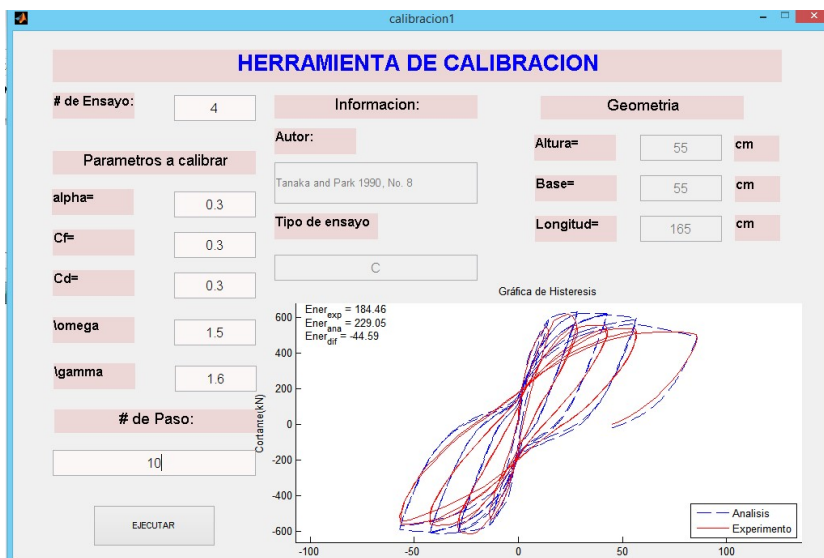 calibracion1
HERRAMIENTA DE CALIBRACION
# de Ensayo:
4
Informacion:
Geometria
Autor:
Altura=
55
cm
Parametros a calibrar
Tanaka and Park 1990, No. 8
Base=
55
cm
alpha=
0.3
Tipo de ensayo
Longitud=
165
cm
Cf=
0.3
C
Cd=
0.3
\omega
1.5
\gamma
1.6
# de Paso:
10
EJECUTAR
Gráfica de Histeresis
Ener_exp = 184.46
Ener_ana = 229.05
Ener_dif = -44.59
Cortante(kN)
600
400
200
0
-200
-400
-600
-100
-50
0
50
100
Analisis
Experimento